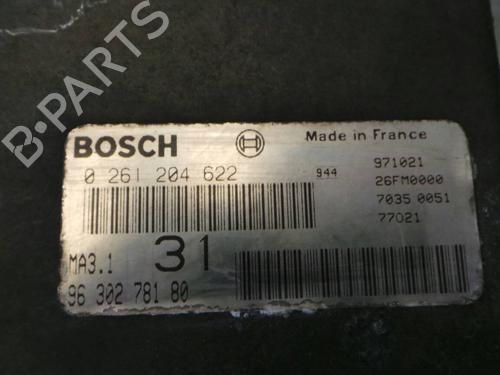 B-PARTS
BOSCH
Made in France
0 261 204 622
944
971021
26FM0000
7035 0051
77021
MA3.1
31
96 302 781 80